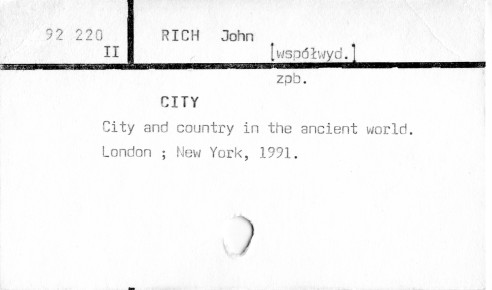 92 220 RICH John
II [współwyd.]
zpb.
CITY
City and country in the ancient world.
London ; New York, 1991.